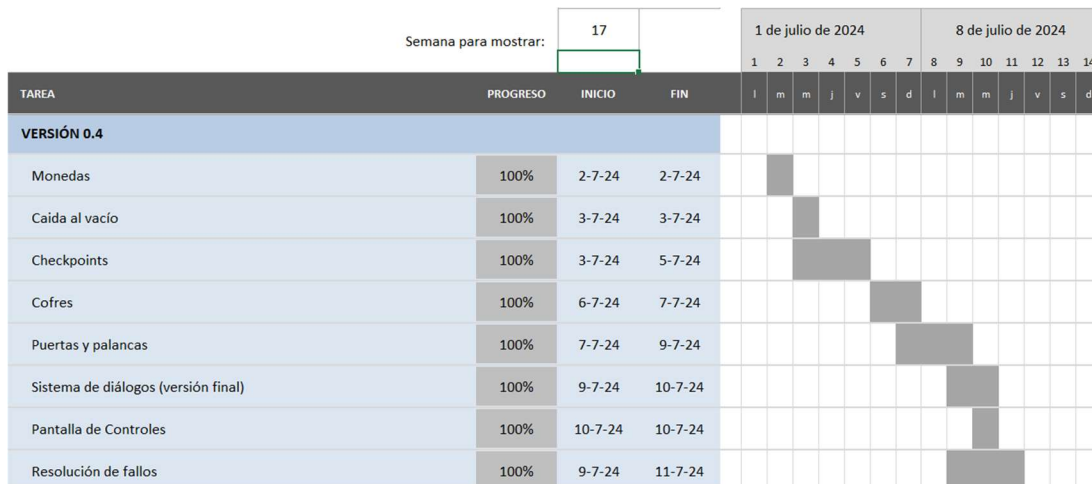 Semana para mostrar: 17
1 de julio de 2024 8 de julio de 2024
1 2 3 4 5 6 7 8 9 10 11 12 13 14
TAREA PROGRESO INICIO FIN l m m j v s d l m m j v s d
VERSIÓN 0.4
Monedas 100% 2-7-24 2-7-24
Caida al vacío 100% 3-7-24 3-7-24
Checkpoints 100% 3-7-24 5-7-24
Cofres 100% 6-7-24 7-7-24
Puertas y palancas 100% 7-7-24 9-7-24
Sistema de diálogos (versión final) 100% 9-7-24 10-7-24
Pantalla de Controles 100% 10-7-24 10-7-24
Resolución de fallos 100% 9-7-24 11-7-24